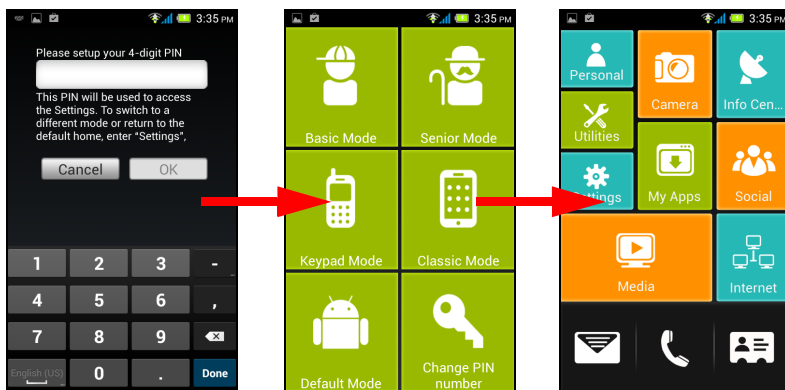 3:35 PM
Please setup your 4-digit PIN
This PIN will be used to access
the Settings. To switch to a
different mode or return to the
default home, enter "Settings",
Cancel
OK
1 2 3 -
4 5 6 ,
7 8 9
English (US) 0 . Done
3:35 PM
Basic Mode
Senior Mode
Keypad Mode
Classic Mode
Default Mode
Change PIN
number
3:35 PM
Personal
Camera
Info Cen...
Utilities
Settings
My Apps
Social
Media
Internet